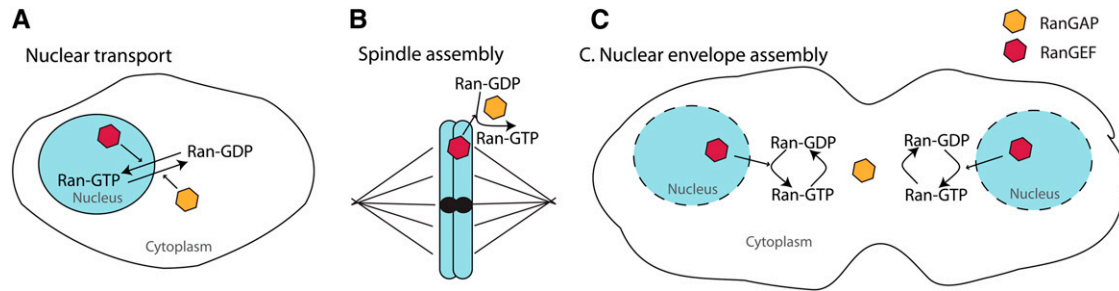 A
Nuclear transport
Ran-GDP
Ran-GTP
Nucleus
Cytoplasm
B
Spindle assembly
Ran-GDP
Ran-GTP
C
RanGAP
RanGEF
C. Nuclear envelope assembly
Ran-GDP
Ran-GTP
Nucleus
Ran-GDP
Ran-GTP
Nucleus
Cytoplasm